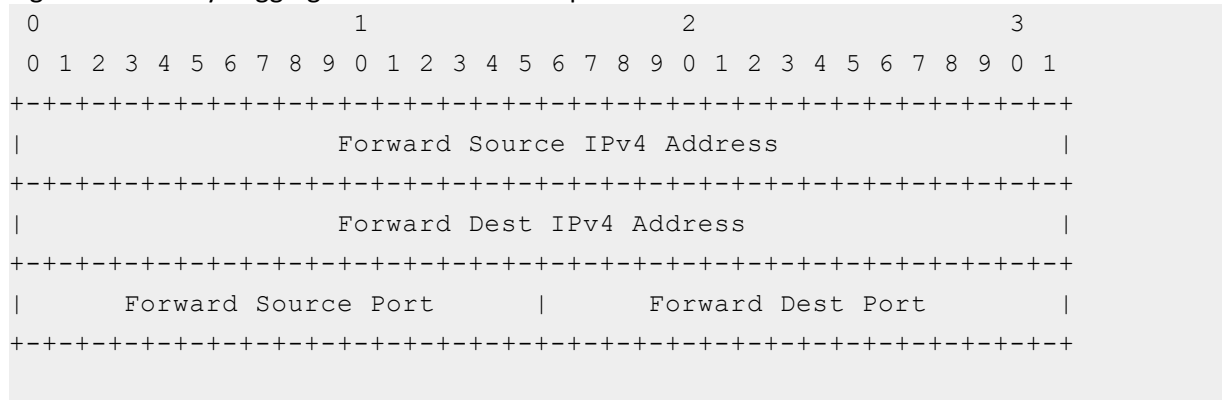 0                   1                   2                   3
0 1 2 3 4 5 6 7 8 9 0 1 2 3 4 5 6 7 8 9 0 1 2 3 4 5 6 7 8 9 0 1
+-+-+-+-+-+-+-+-+-+-+-+-+-+-+-+-+-+-+-+-+-+-+-+-+-+-+-+-+-+-+-+-+
|                   Forward Source IPv4 Address                 |
+-+-+-+-+-+-+-+-+-+-+-+-+-+-+-+-+-+-+-+-+-+-+-+-+-+-+-+-+-+-+-+-+
|                   Forward Dest IPv4 Address                   |
+-+-+-+-+-+-+-+-+-+-+-+-+-+-+-+-+-+-+-+-+-+-+-+-+-+-+-+-+-+-+-+-+
|      Forward Source Port      |      Forward Dest Port        |
+-+-+-+-+-+-+-+-+-+-+-+-+-+-+-+-+-+-+-+-+-+-+-+-+-+-+-+-+-+-+-+-+